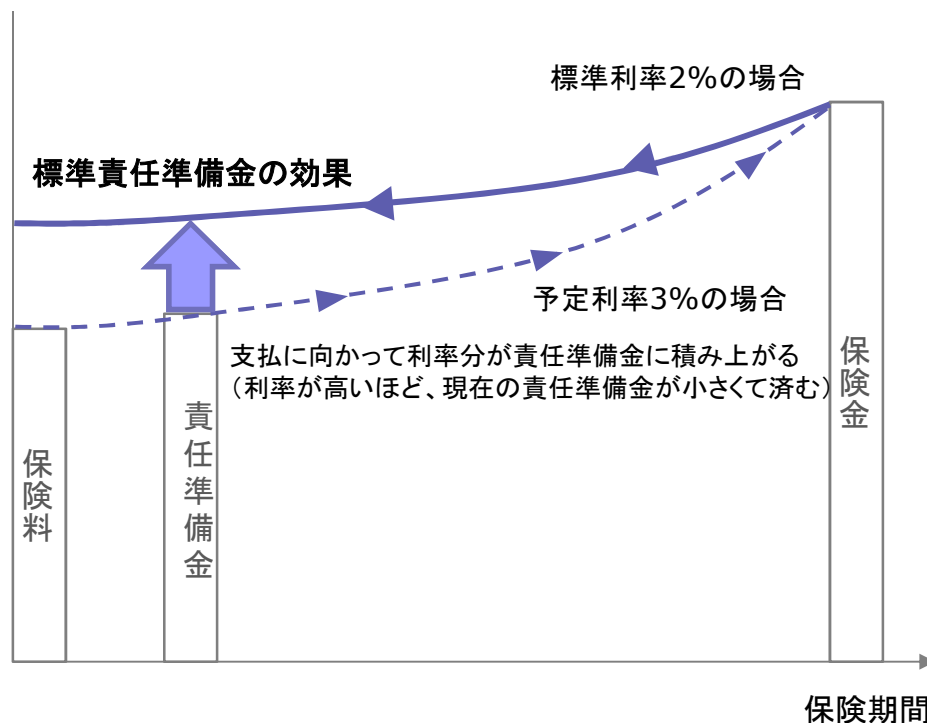 標準利率2%の場合
標準責任準備金の効果
予定利率3%の場合
支払に向かって利率分が責任準備金に積み上がる
(利率が高いほど、現在の責任準備金が小さくて済む)
保険料
責任準備金
保険金
保険期間